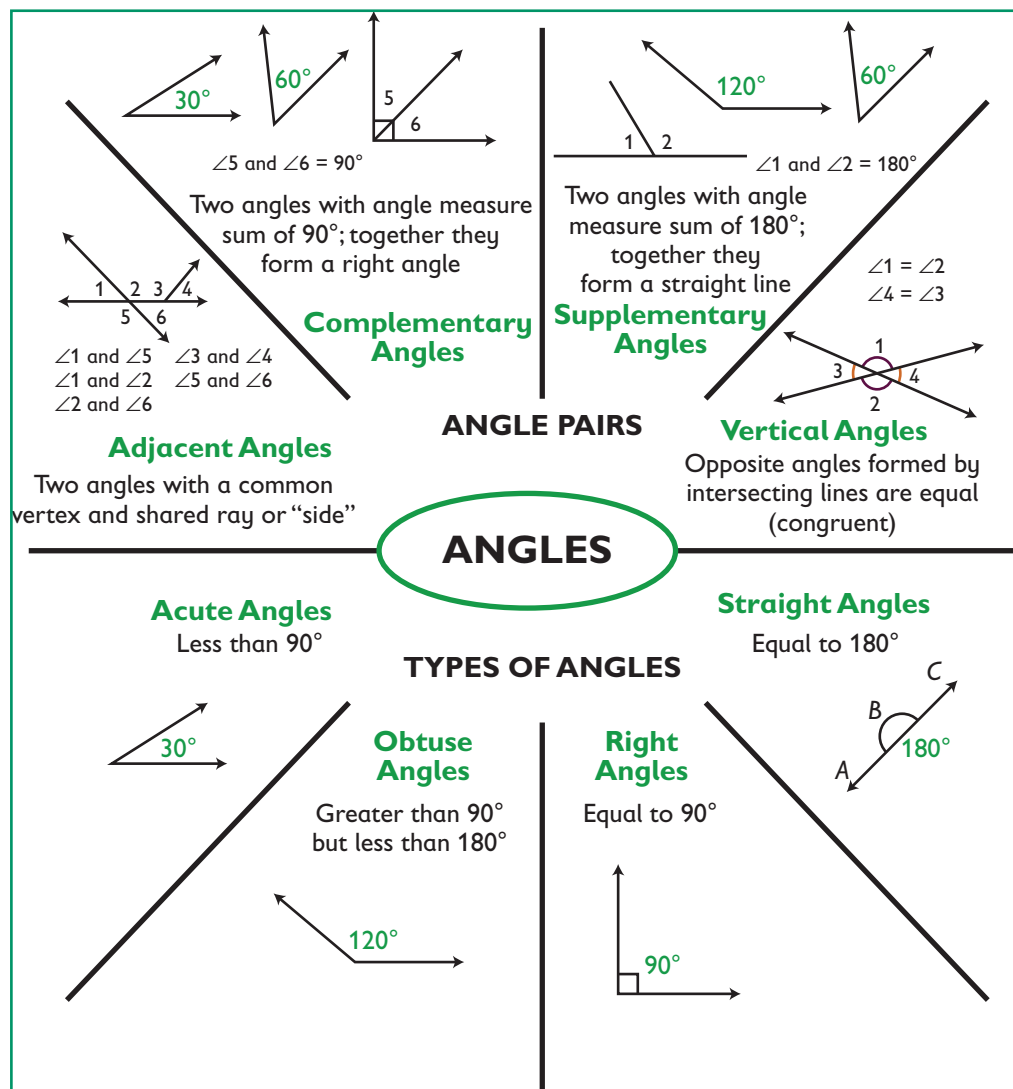 30°
60°
5
6
∠5 and ∠6 = 90°
Two angles with angle measure
sum of 90°; together they
form a right angle
Complementary
Angles
120°
60°
1 2
∠1 and ∠2 = 180°
Two angles with angle
measure sum of 180°;
together they
form a straight line
Supplementary
Angles
1 2 3 4
5 6
∠1 and ∠5 ∠3 and ∠4
∠1 and ∠2 ∠5 and ∠6
∠2 and ∠6
Adjacent Angles
Two angles with a common
vertex and shared ray or “side”
∠1 = ∠2
∠4 = ∠3
1
3 4
2
Vertical Angles
Opposite angles formed by
intersecting lines are equal
(congruent)
ANGLE PAIRS
ANGLES
TYPES OF ANGLES
Acute Angles
Less than 90°
30°
Obtuse
Angles
Greater than 90°
but less than 180°
120°
Right
Angles
Equal to 90°
90°
Straight Angles
Equal to 180°
C
B
180°
A